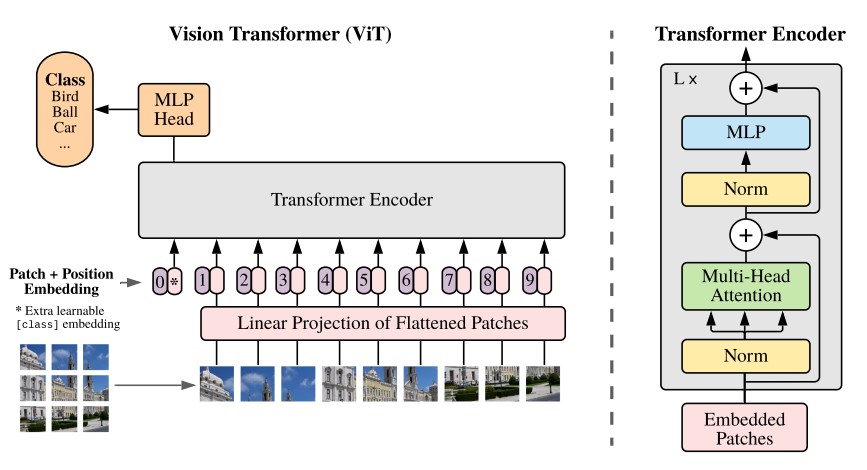 Vision Transformer (ViT)
Class
Bird
Ball
Car
...
MLP
Head
Transformer Encoder
Patch + Position
Embedding
0 * 1 2 3 4 5 6 7 8 9
* Extra learnable
[class] embedding
Linear Projection of Flattened Patches
Transformer Encoder
L x
+
MLP
Norm
+
Multi-Head
Attention
Norm
Embedded
Patches